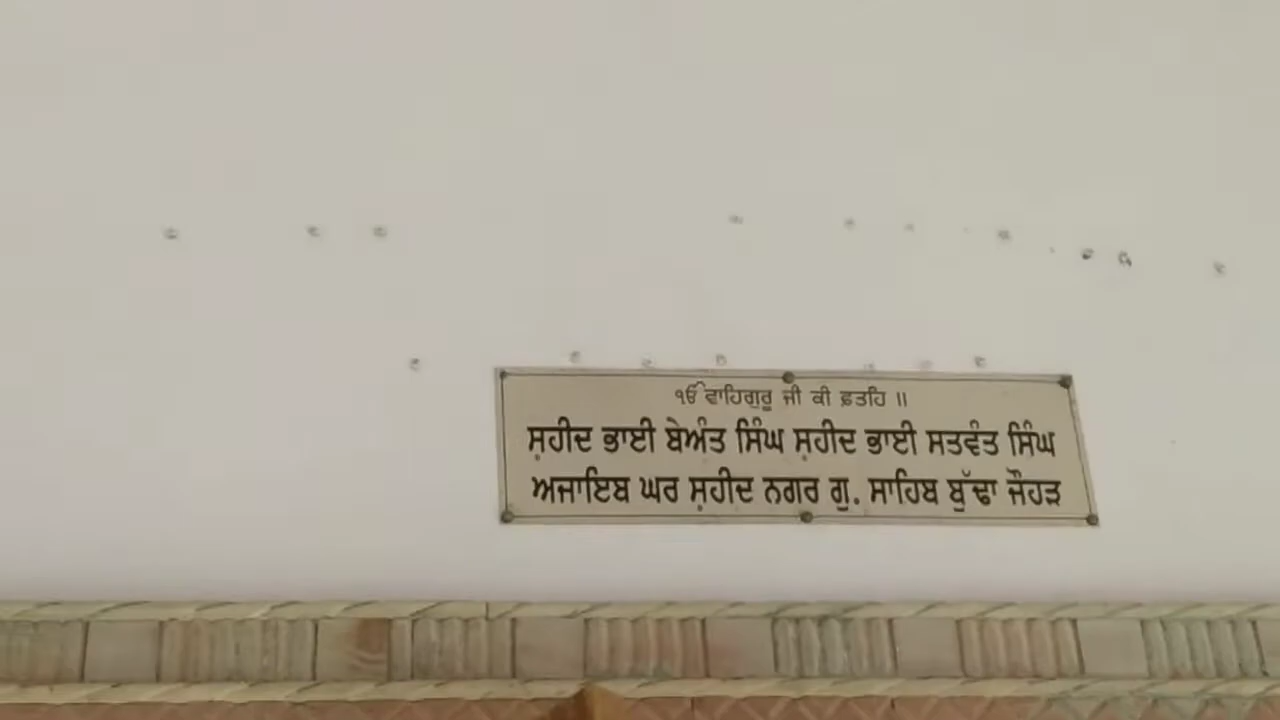 ੴ ਵਾਹਿਗੁਰੂ ਜੀ ਕੀ ਫ਼ਤਹਿ ॥
ਸ਼ਹੀਦ ਭਾਈ ਬੇਅੰਤ ਸਿੰਘ ਸ਼ਹੀਦ ਭਾਈ ਸਤਵੰਤ ਸਿੰਘ
ਅਜਾਇਬ ਘਰ ਸ਼ਹੀਦ ਨਗਰ ਗੁ. ਸਾਹਿਬ ਬੁੱਢਾ ਜੌਹੜ